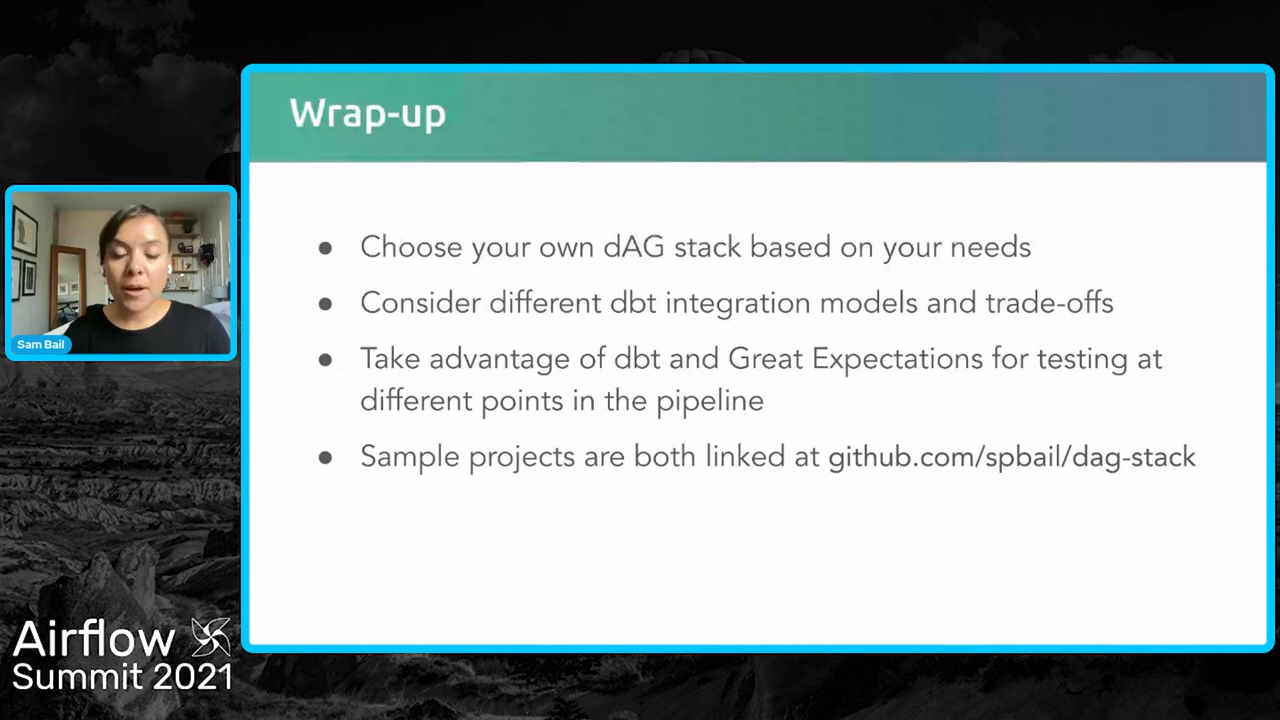 Wrap-up
● Choose your own dAG stack based on your needs
● Consider different dbt integration models and trade-offs
● Take advantage of dbt and Great Expectations for testing at
different points in the pipeline
● Sample projects are both linked at github.com/spbail/dag-stack
Sam Bail
Airflow
Summit 2021